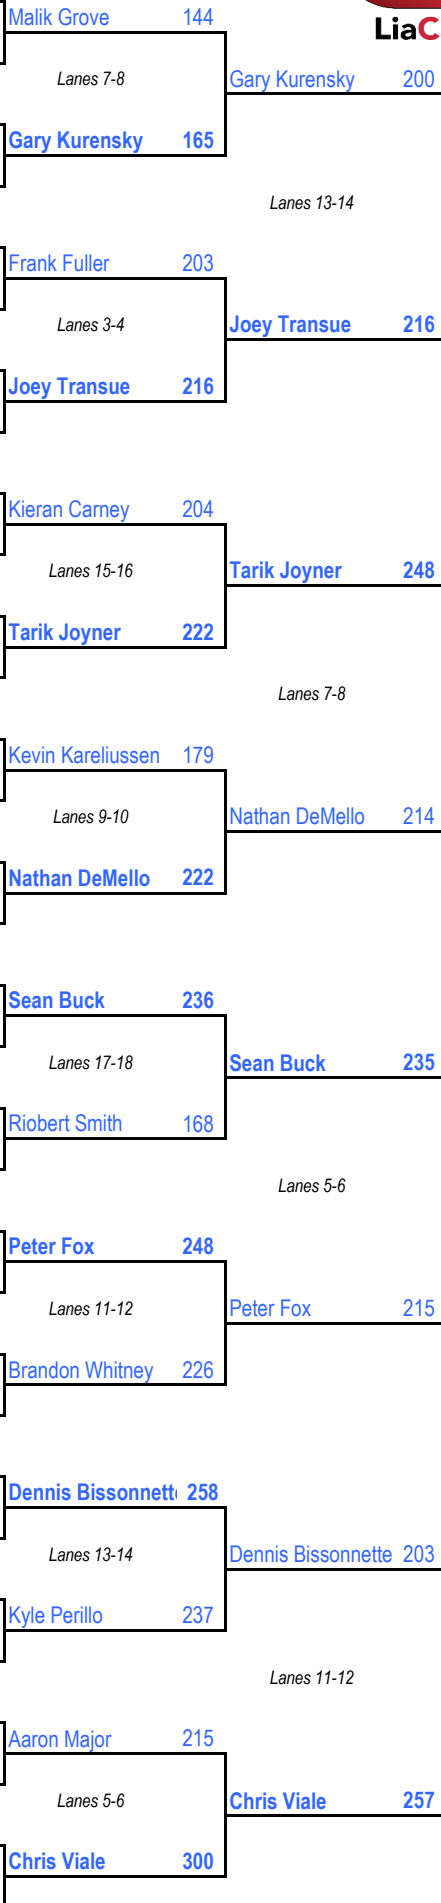 Malik Grove 144
LiaC
Lanes 7-8
Gary Kurensky 200
Gary Kurensky 165
Lanes 13-14
Frank Fuller 203
Lanes 3-4
Joey Transue 216
Joey Transue 216
Kieran Carney 204
Lanes 15-16
Tarik Joyner 248
Tarik Joyner 222
Lanes 7-8
Kevin Kareliussen 179
Lanes 9-10
Nathan DeMello 214
Nathan DeMello 222
Sean Buck 236
Lanes 17-18
Sean Buck 235
Riobert Smith 168
Lanes 5-6
Peter Fox 248
Lanes 11-12
Peter Fox 215
Brandon Whitney 226
Dennis Bissonnett 258
Lanes 13-14
Dennis Bissonnette 203
Kyle Perillo 237
Lanes 11-12
Aaron Major 215
Lanes 5-6
Chris Viale 257
Chris Viale 300